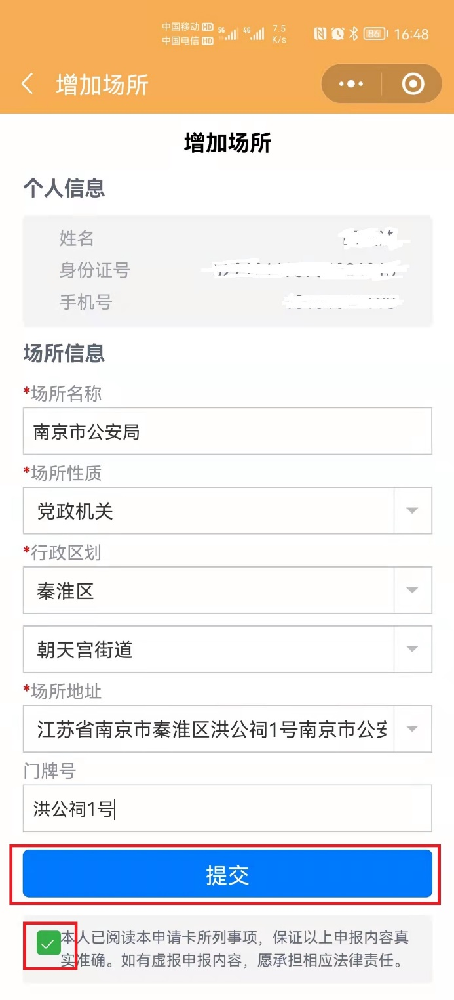 中国移动 HD 5G 4G 7.5 86 16:48
中国电信 HD K/s
增加场所
增加场所
个人信息
姓名
身份证号
手机号
场所信息
*场所名称
南京市公安局
*场所性质
党政机关
*行政区划
秦淮区
朝天宫街道
*场所地址
江苏省南京市秦淮区洪公祠1号南京市公安
门牌号
洪公祠1号
提交
本人已阅读本申请卡所列事项，保证以上申报内容真
实准确。如有虚报申报内容，愿承担相应法律责任。